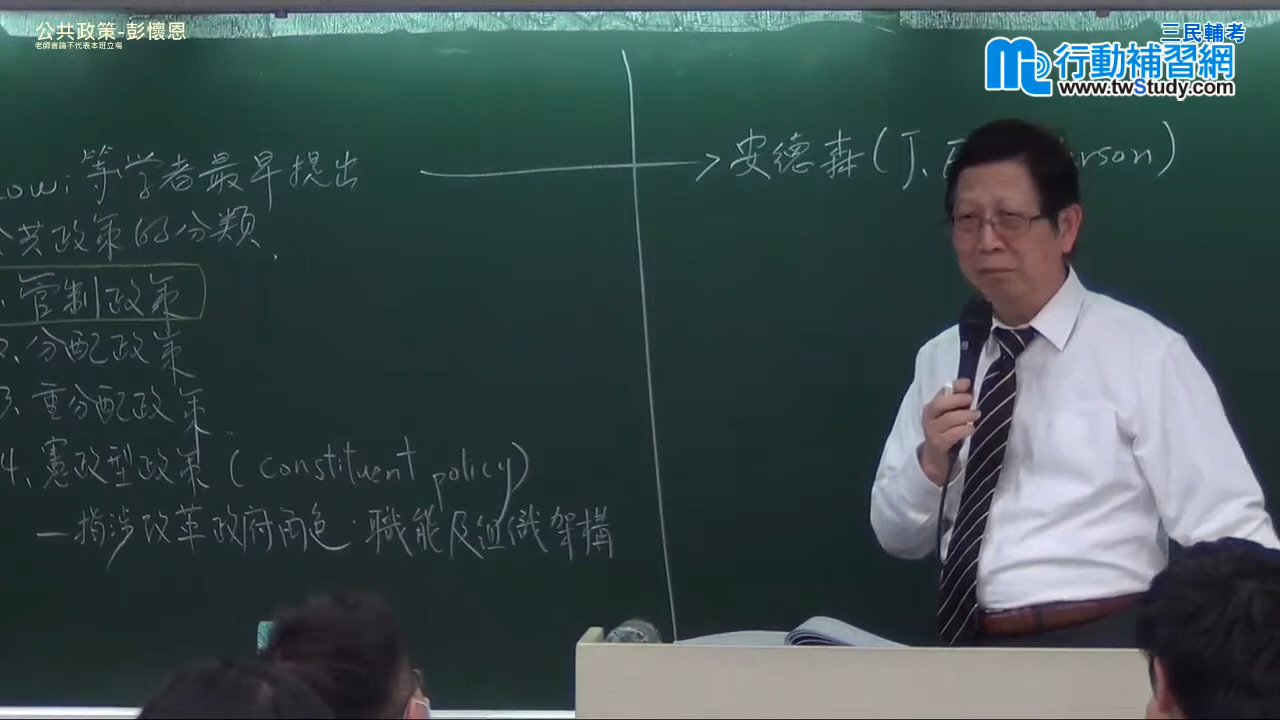 公共政策-彭懷恩
老師言論不代表本班立場
三民輔考
行動補習網
www.twStudy.com
Lowi 等学者最早提出
公共政策的分類.
管制政策
2. 分配政策
3. 重分配政策
4. 憲政型政策 (constituent policy)
—指涉改革政府角色.職能及組織架構
安德森 (J. E rson)